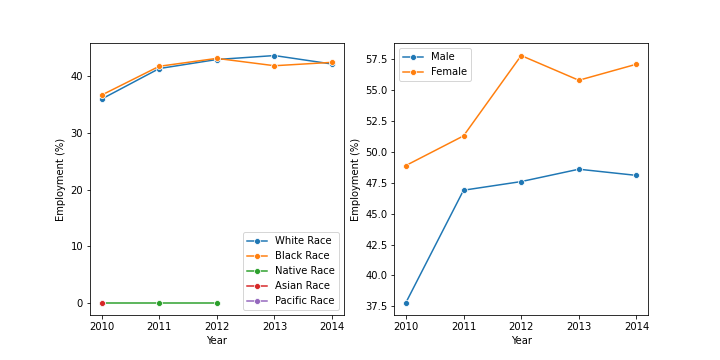 Employment (%)
40
30
20
10
0
2010 2011 2012 2013 2014
Year
White Race
Black Race
Native Race
Asian Race
Pacific Race
Employment (%)
57.5
55.0
52.5
50.0
47.5
45.0
42.5
40.0
37.5
2010 2011 2012 2013 2014
Year
Male
Female